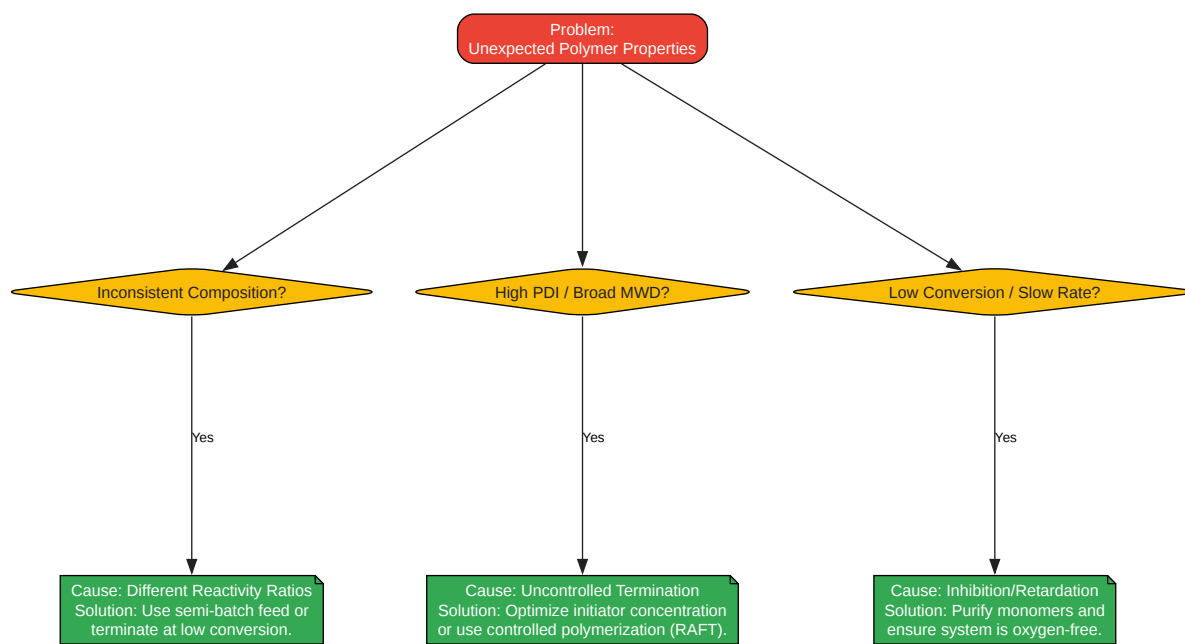 Problem:
Unexpected Polymer Properties
Inconsistent Composition?
High PDI / Broad MWD?
Low Conversion / Slow Rate?
Yes
Yes
Yes
Cause: Different Reactivity Ratios
Solution: Use semi-batch feed or
terminate at low conversion.
Cause: Uncontrolled Termination
Solution: Optimize initiator concentration
or use controlled polymerization (RAFT).
Cause: Inhibition/Retardation
Solution: Purify monomers and
ensure system is oxygen-free.